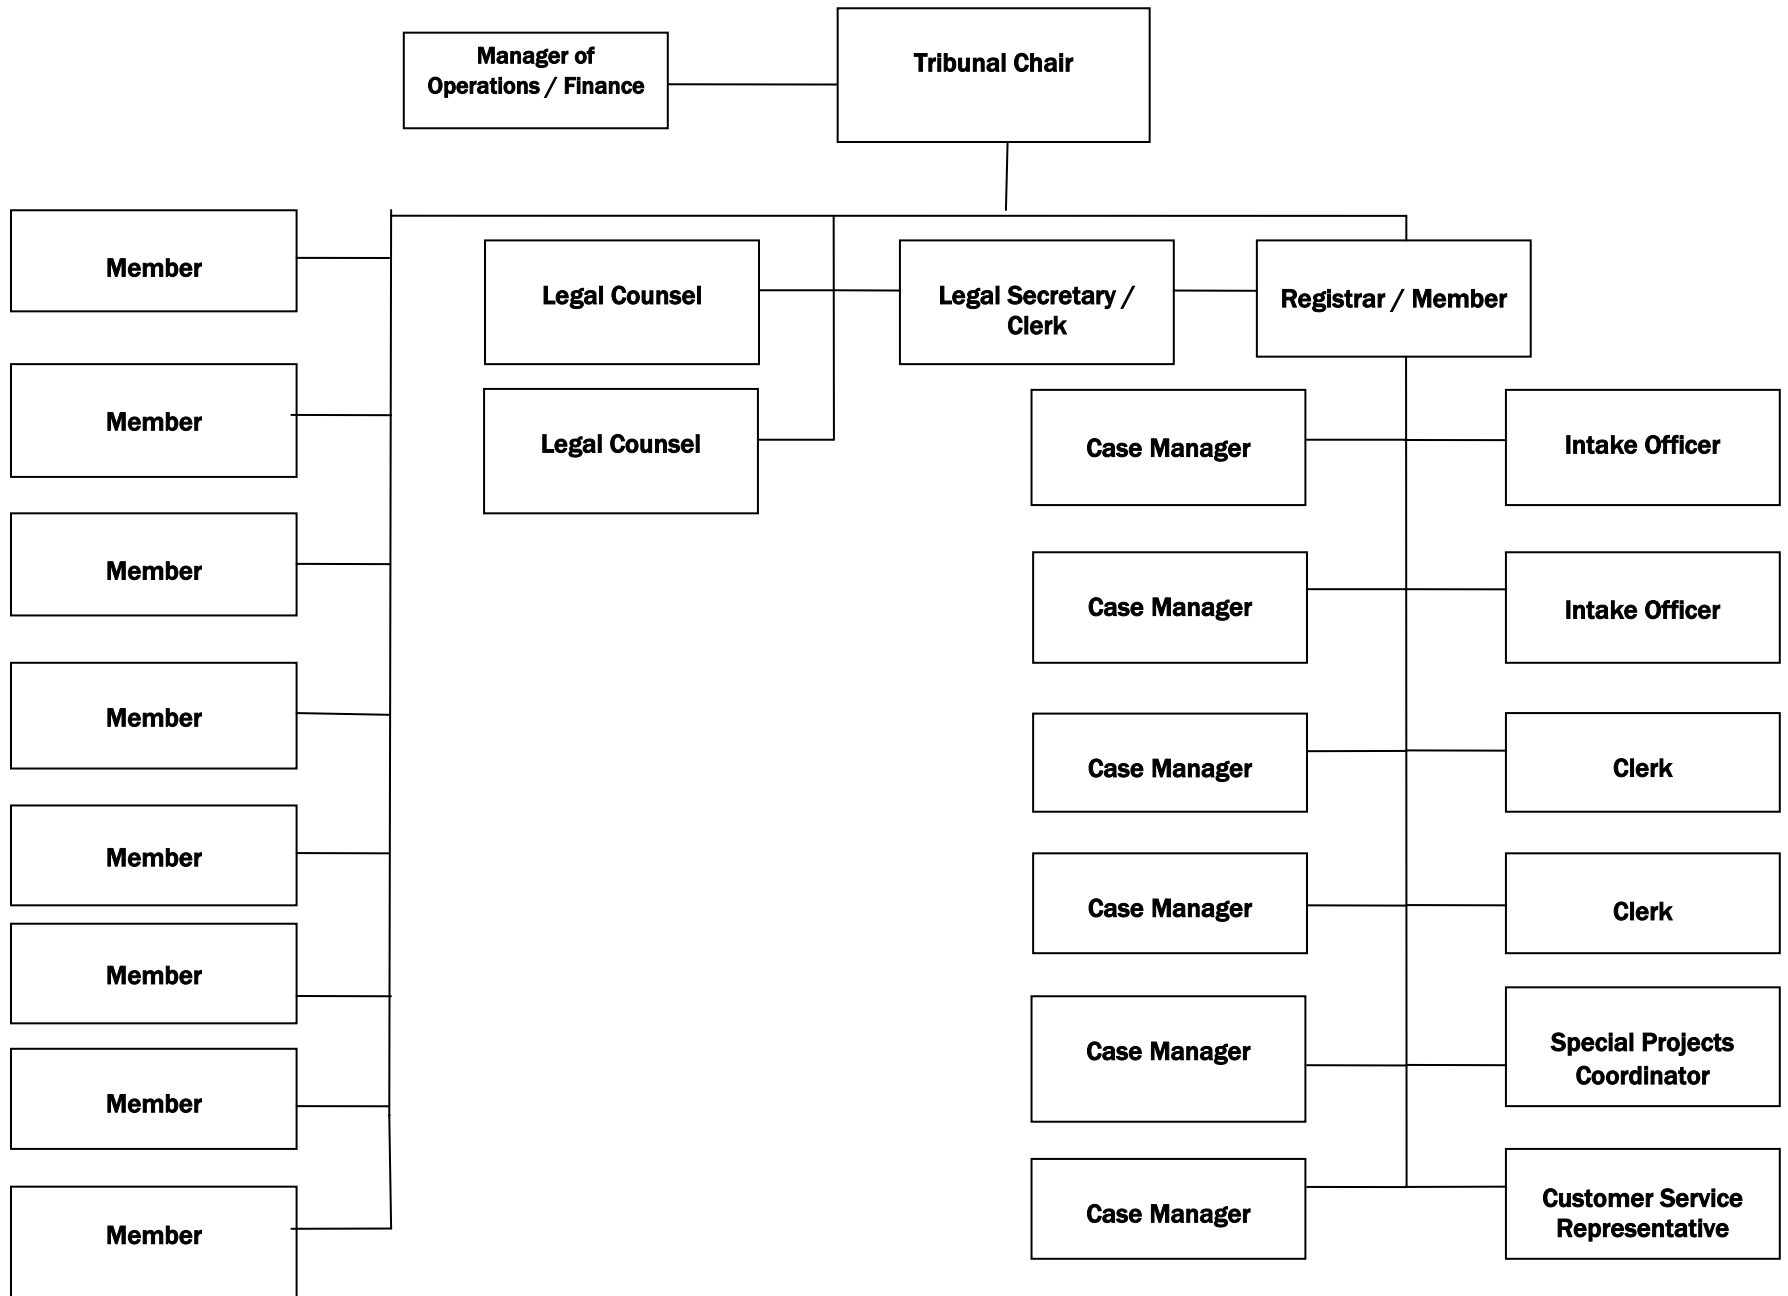 Manager of
Operations / Finance
Tribunal Chair
Member
Legal Counsel
Legal Secretary /
Clerk
Registrar / Member
Member
Legal Counsel
Case Manager
Intake Officer
Member
Case Manager
Intake Officer
Member
Case Manager
Clerk
Member
Case Manager
Clerk
Member
Case Manager
Special Projects
Coordinator
Member
Case Manager
Customer Service
Representative
Member